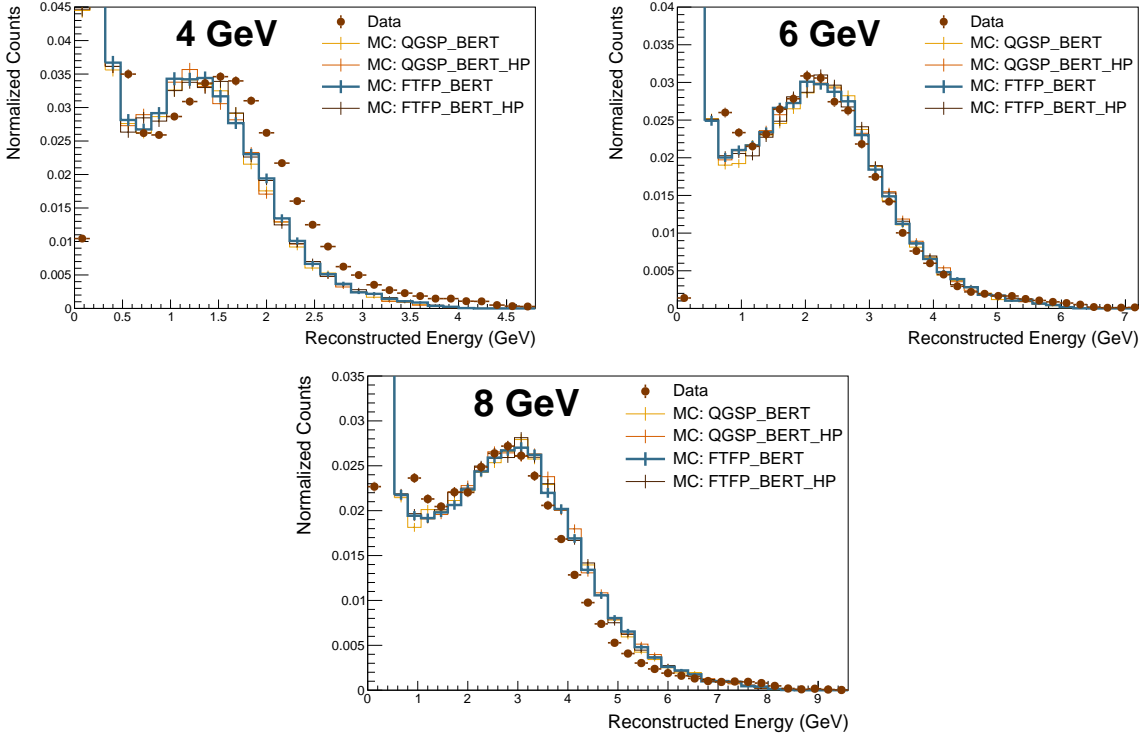 4 GeV
Normalized Counts
0.045
0.04
0.035
0.03
0.025
0.02
0.015
0.01
0.005
0
Data
MC: QGSP_BERT
MC: QGSP_BERT_HP
MC: FTFP_BERT
MC: FTFP_BERT_HP
0 0.5 1 1.5 2 2.5 3 3.5 4 4.5
Reconstructed Energy (GeV)
6 GeV
Normalized Counts
0.04
0.035
0.03
0.025
0.02
0.015
0.01
0.005
0
Data
MC: QGSP_BERT
MC: QGSP_BERT_HP
MC: FTFP_BERT
MC: FTFP_BERT_HP
0 1 2 3 4 5 6 7
Reconstructed Energy (GeV)
8 GeV
Normalized Counts
0.035
0.03
0.025
0.02
0.015
0.01
0.005
0
Data
MC: QGSP_BERT
MC: QGSP_BERT_HP
MC: FTFP_BERT
MC: FTFP_BERT_HP
0 1 2 3 4 5 6 7 8 9
Reconstructed Energy (GeV)